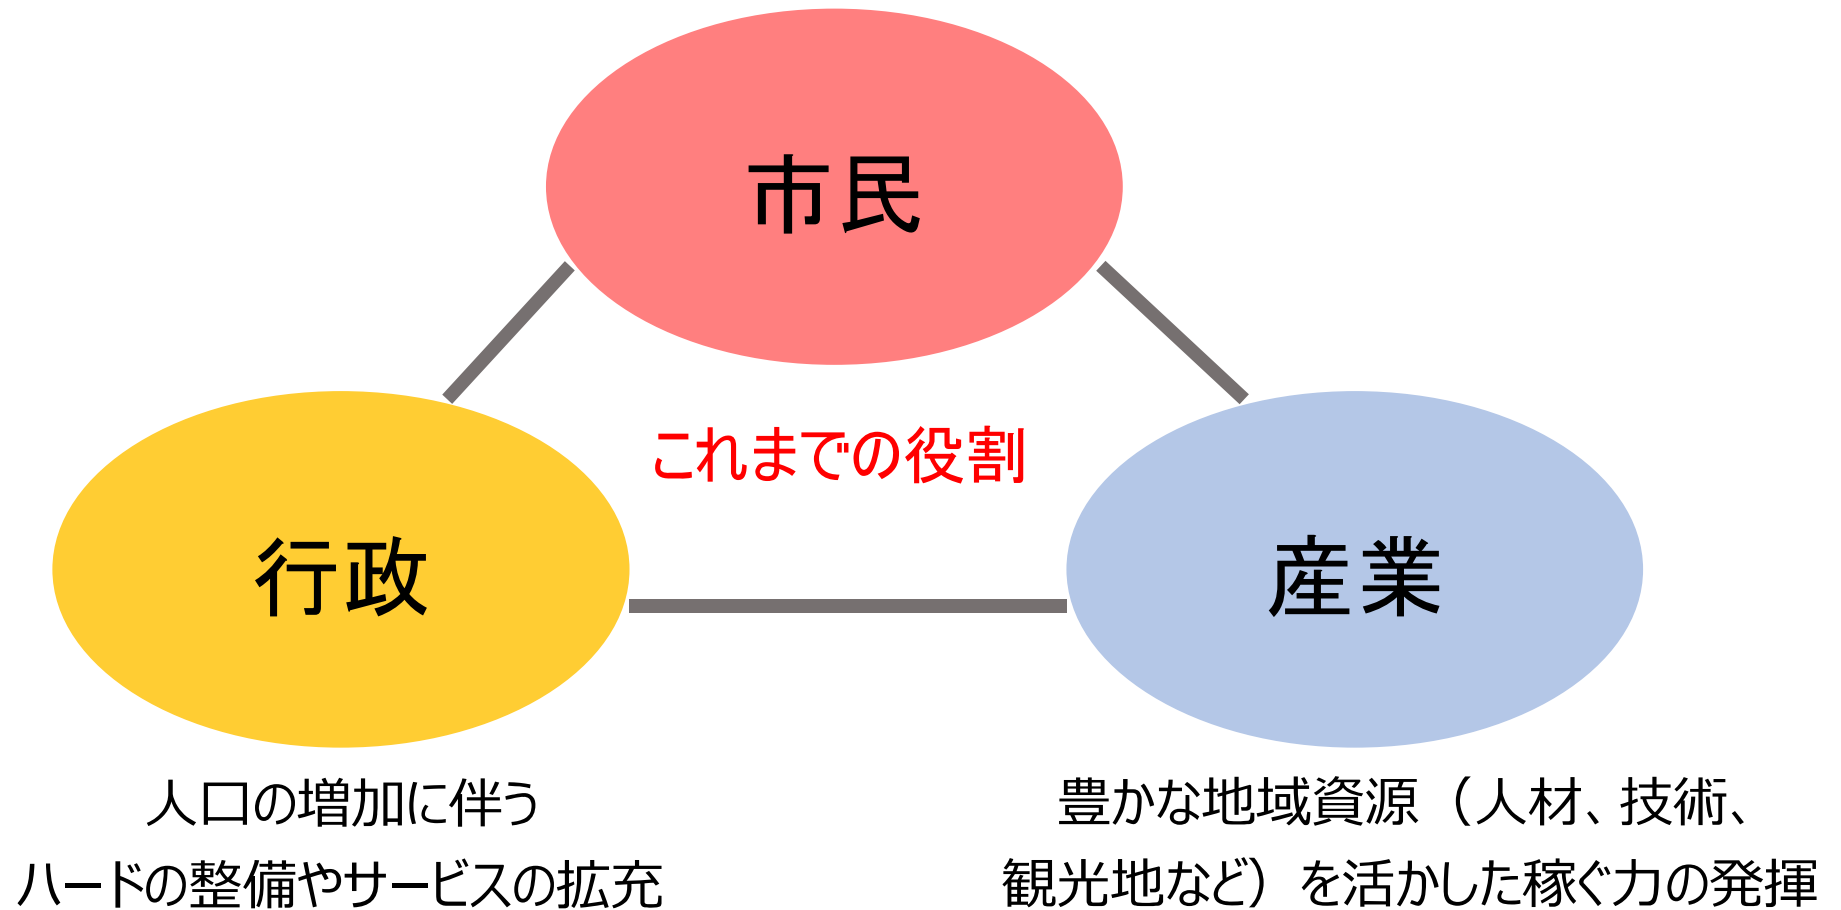 市民
これまでの役割
行政
産業
人口の増加に伴う
ハードの整備やサービスの拡充
豊かな地域資源（人材、技術、
観光地など）を活かした稼ぐ力の発揮